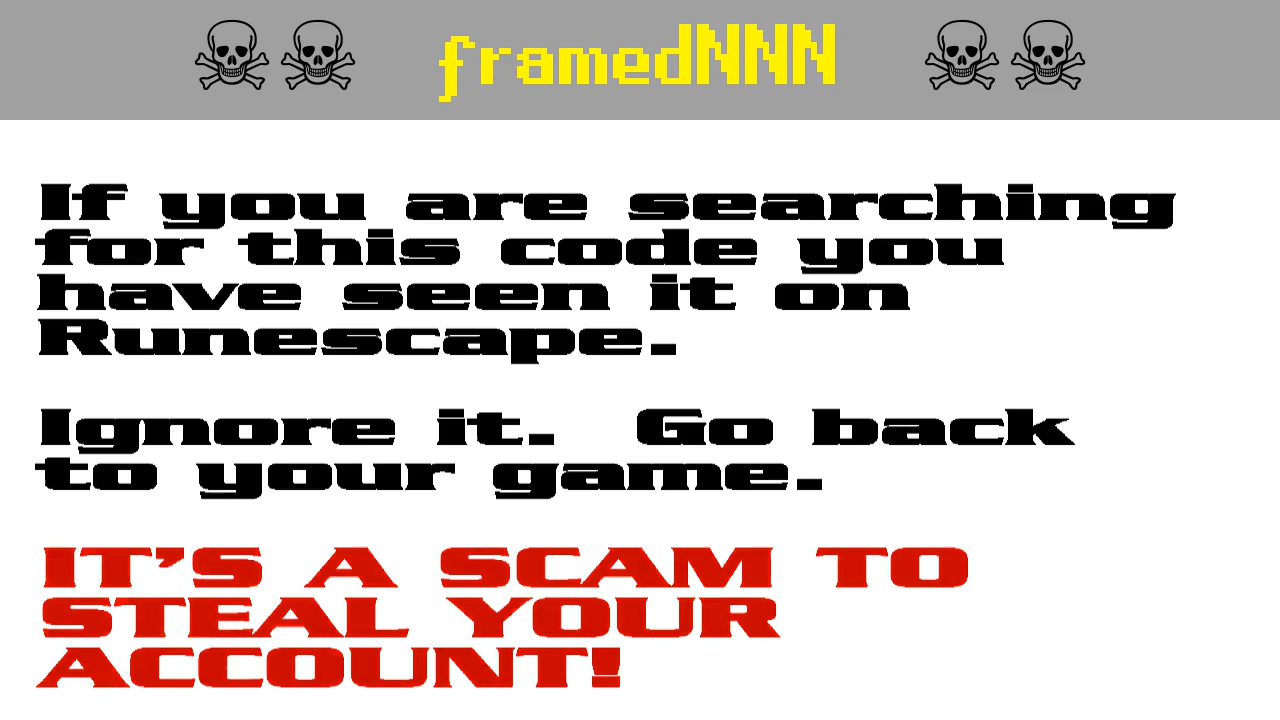 framedNNN
If you are searching
for this code you
have seen it on
Runescape.
Ignore it. Go back
to your game.
IT'S A SCAM TO
STEAL YOUR
ACCOUNT!